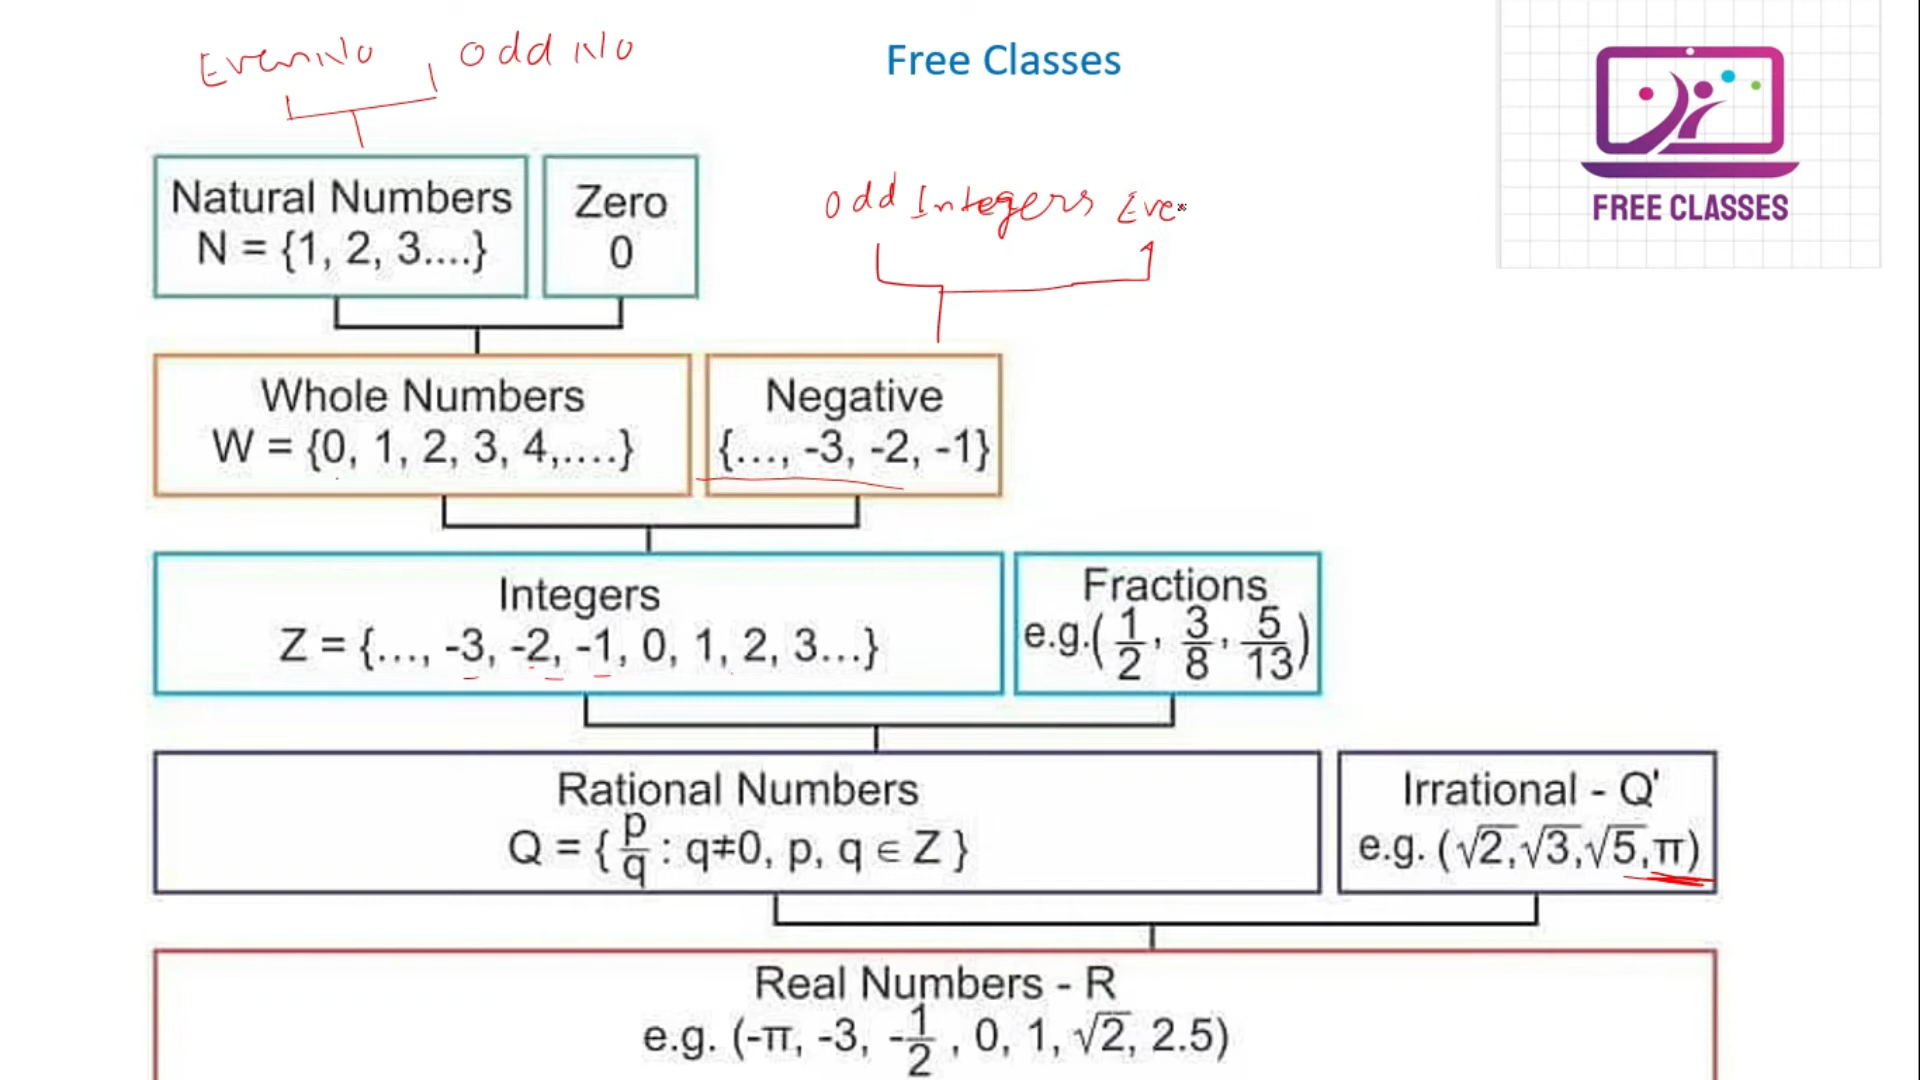 EvenNo Odd No
Free Classes
FREE CLASSES
Natural Numbers
N = {1, 2, 3....}
Zero
0
Odd Integers Eve
Whole Numbers
W = {0, 1, 2, 3, 4,....}
Negative
{..., -3, -2, -1}
Integers
Z = {..., -3, -2, -1, 0, 1, 2, 3...}
Fractions
e.g.(1/2, 3/8, 5/13)
Rational Numbers
Q = { p/q : q≠0, p, q ∈ Z }
Irrational - Q'
e.g. (√2,√3,√5,π)
Real Numbers - R
e.g. (-π, -3, -1/2 , 0, 1, √2, 2.5)